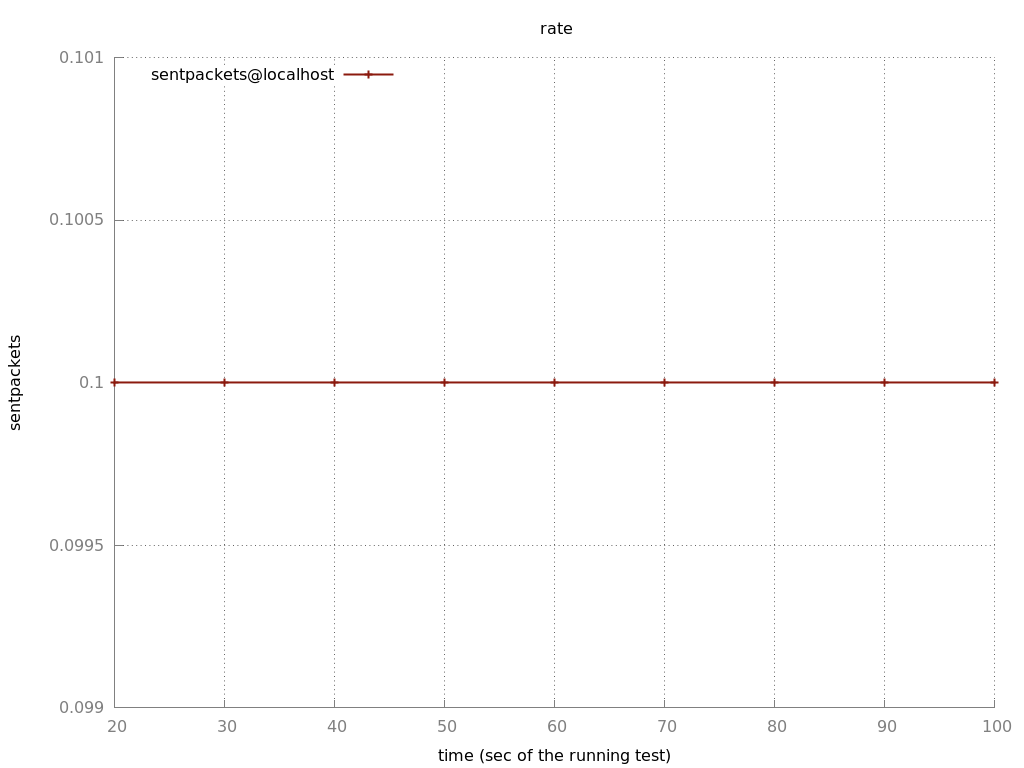 rate
0.101
sentpackets@localhost
0.1005
sentpackets
0.1
0.0995
0.099
20 30 40 50 60 70 80 90 100
time (sec of the running test)